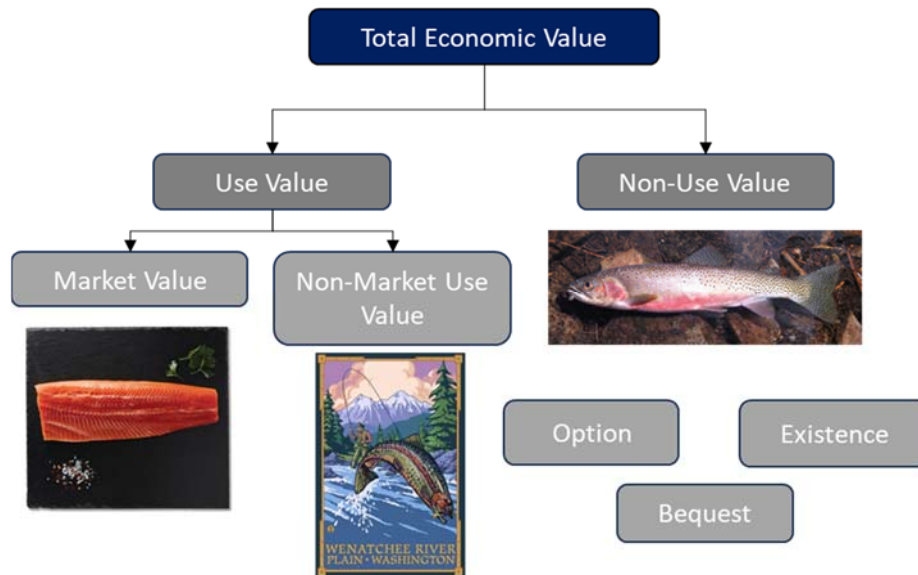 Total Economic Value
Use Value
Non-Use Value
Market Value
Non-Market Use
Value
Option
Existence
Bequest
WENATCHEE RIVER
PLAIN • WASHINGTON